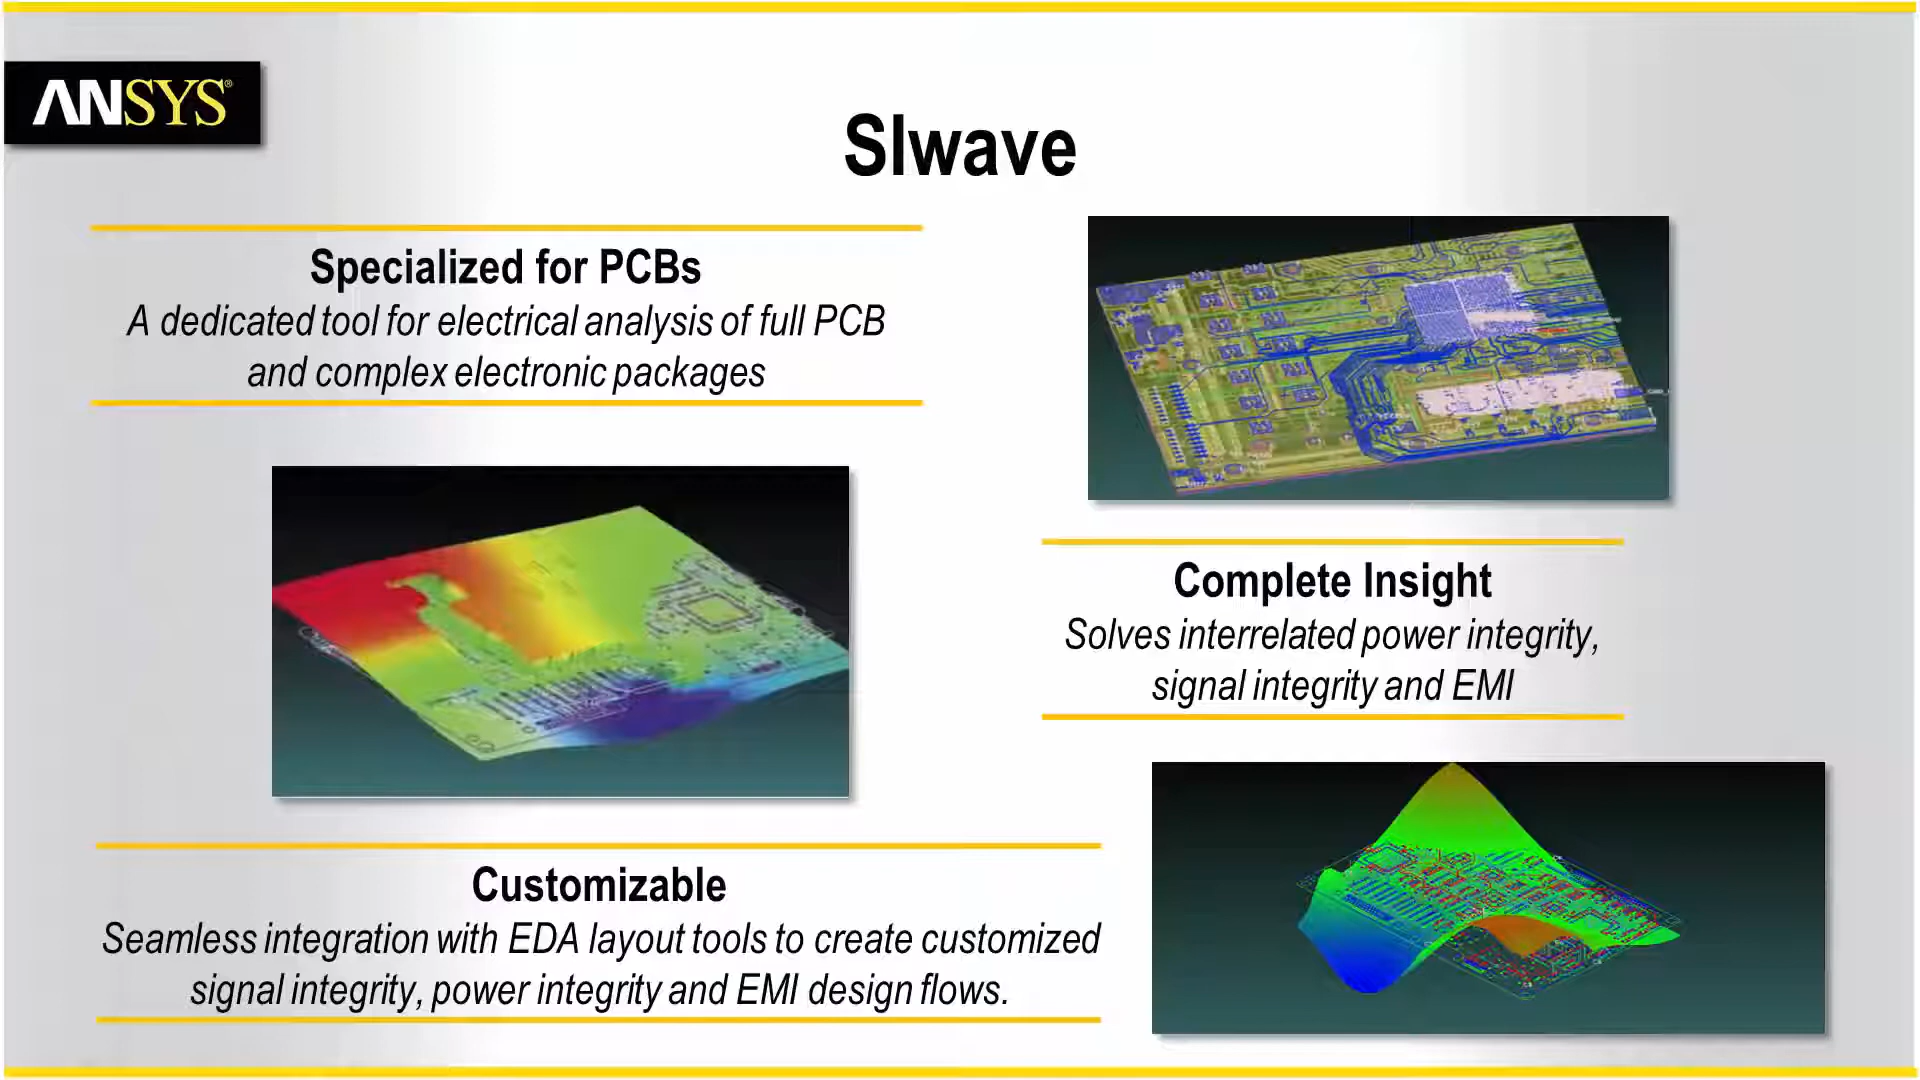 ANSYS®
SIwave
Specialized for PCBs
A dedicated tool for electrical analysis of full PCB
and complex electronic packages
Complete Insight
Solves interrelated power integrity,
signal integrity and EMI
Customizable
Seamless integration with EDA layout tools to create customized
signal integrity, power integrity and EMI design flows.